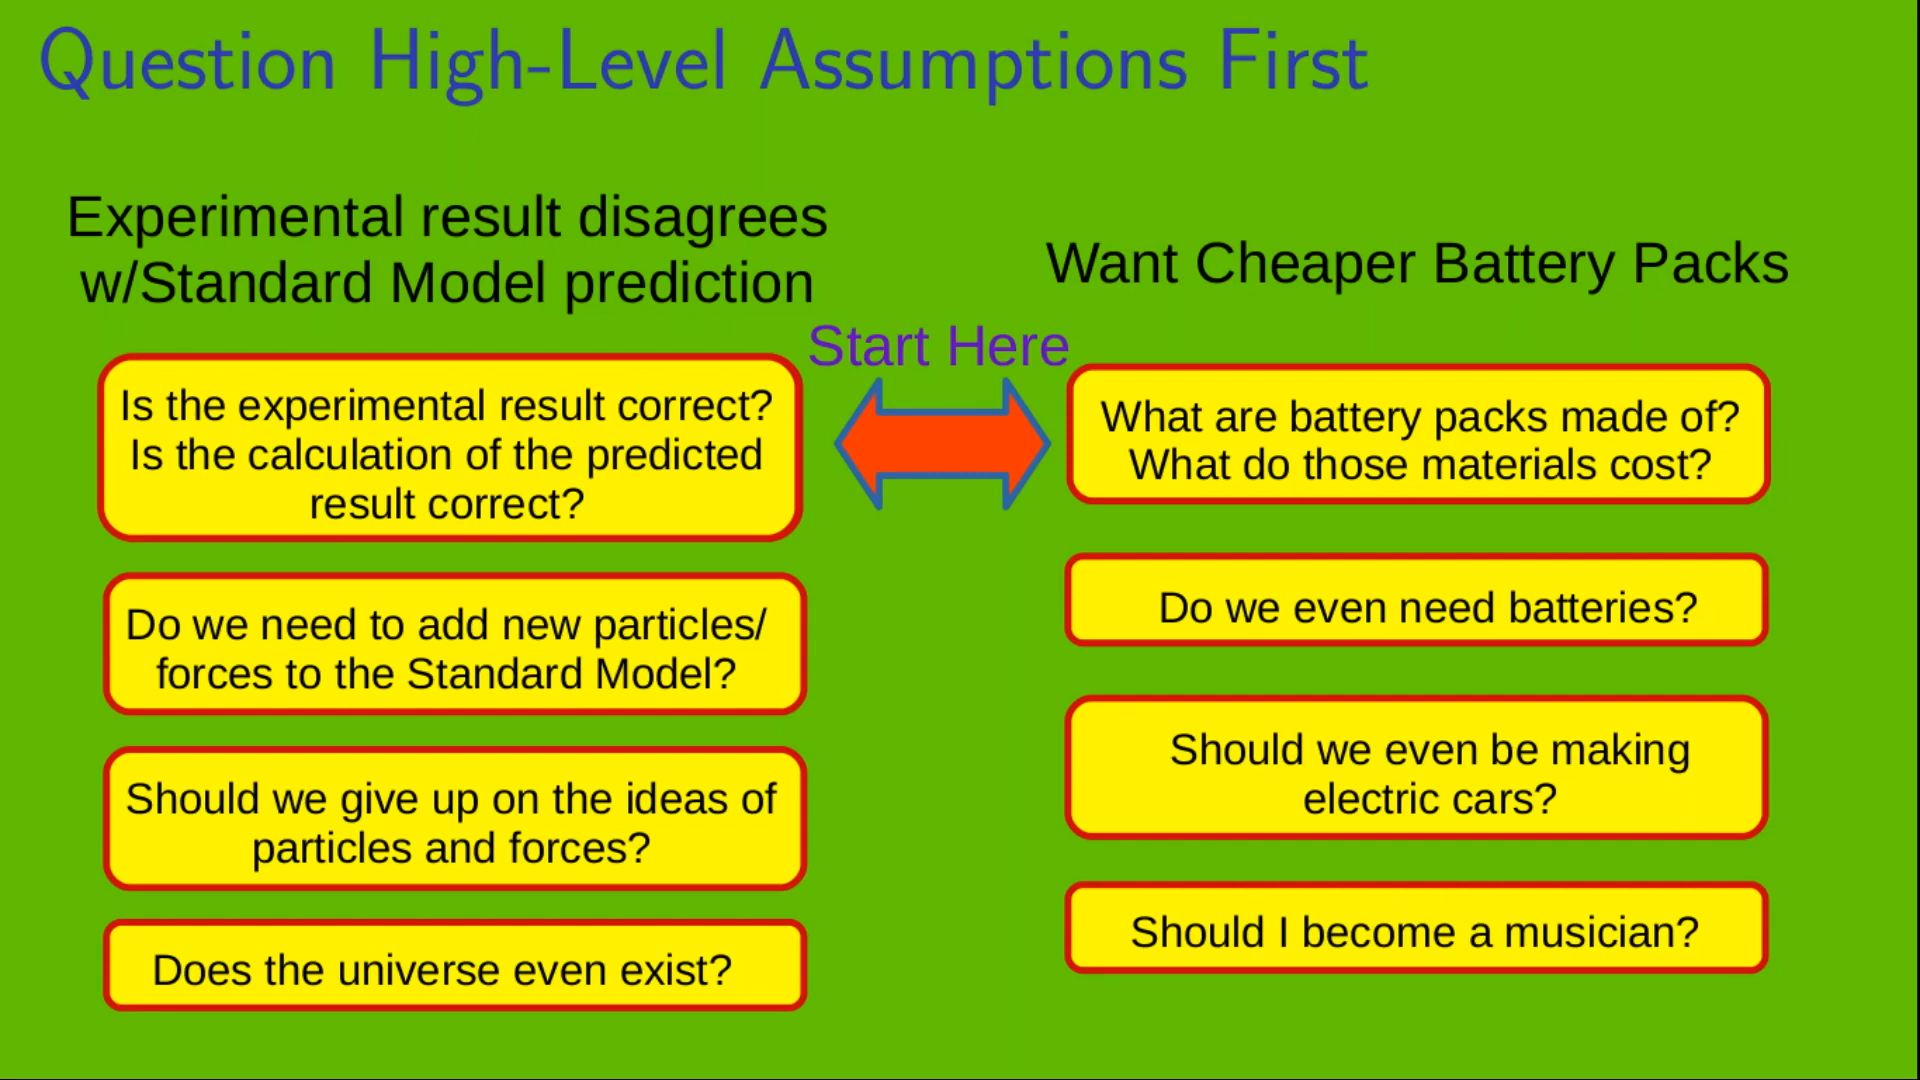 Question High-Level Assumptions First
Experimental result disagrees
w/Standard Model prediction
Want Cheaper Battery Packs
Start Here
Is the experimental result correct?
Is the calculation of the predicted
result correct?
What are battery packs made of?
What do those materials cost?
Do we need to add new particles/
forces to the Standard Model?
Do we even need batteries?
Should we give up on the ideas of
particles and forces?
Should we even be making
electric cars?
Does the universe even exist?
Should I become a musician?